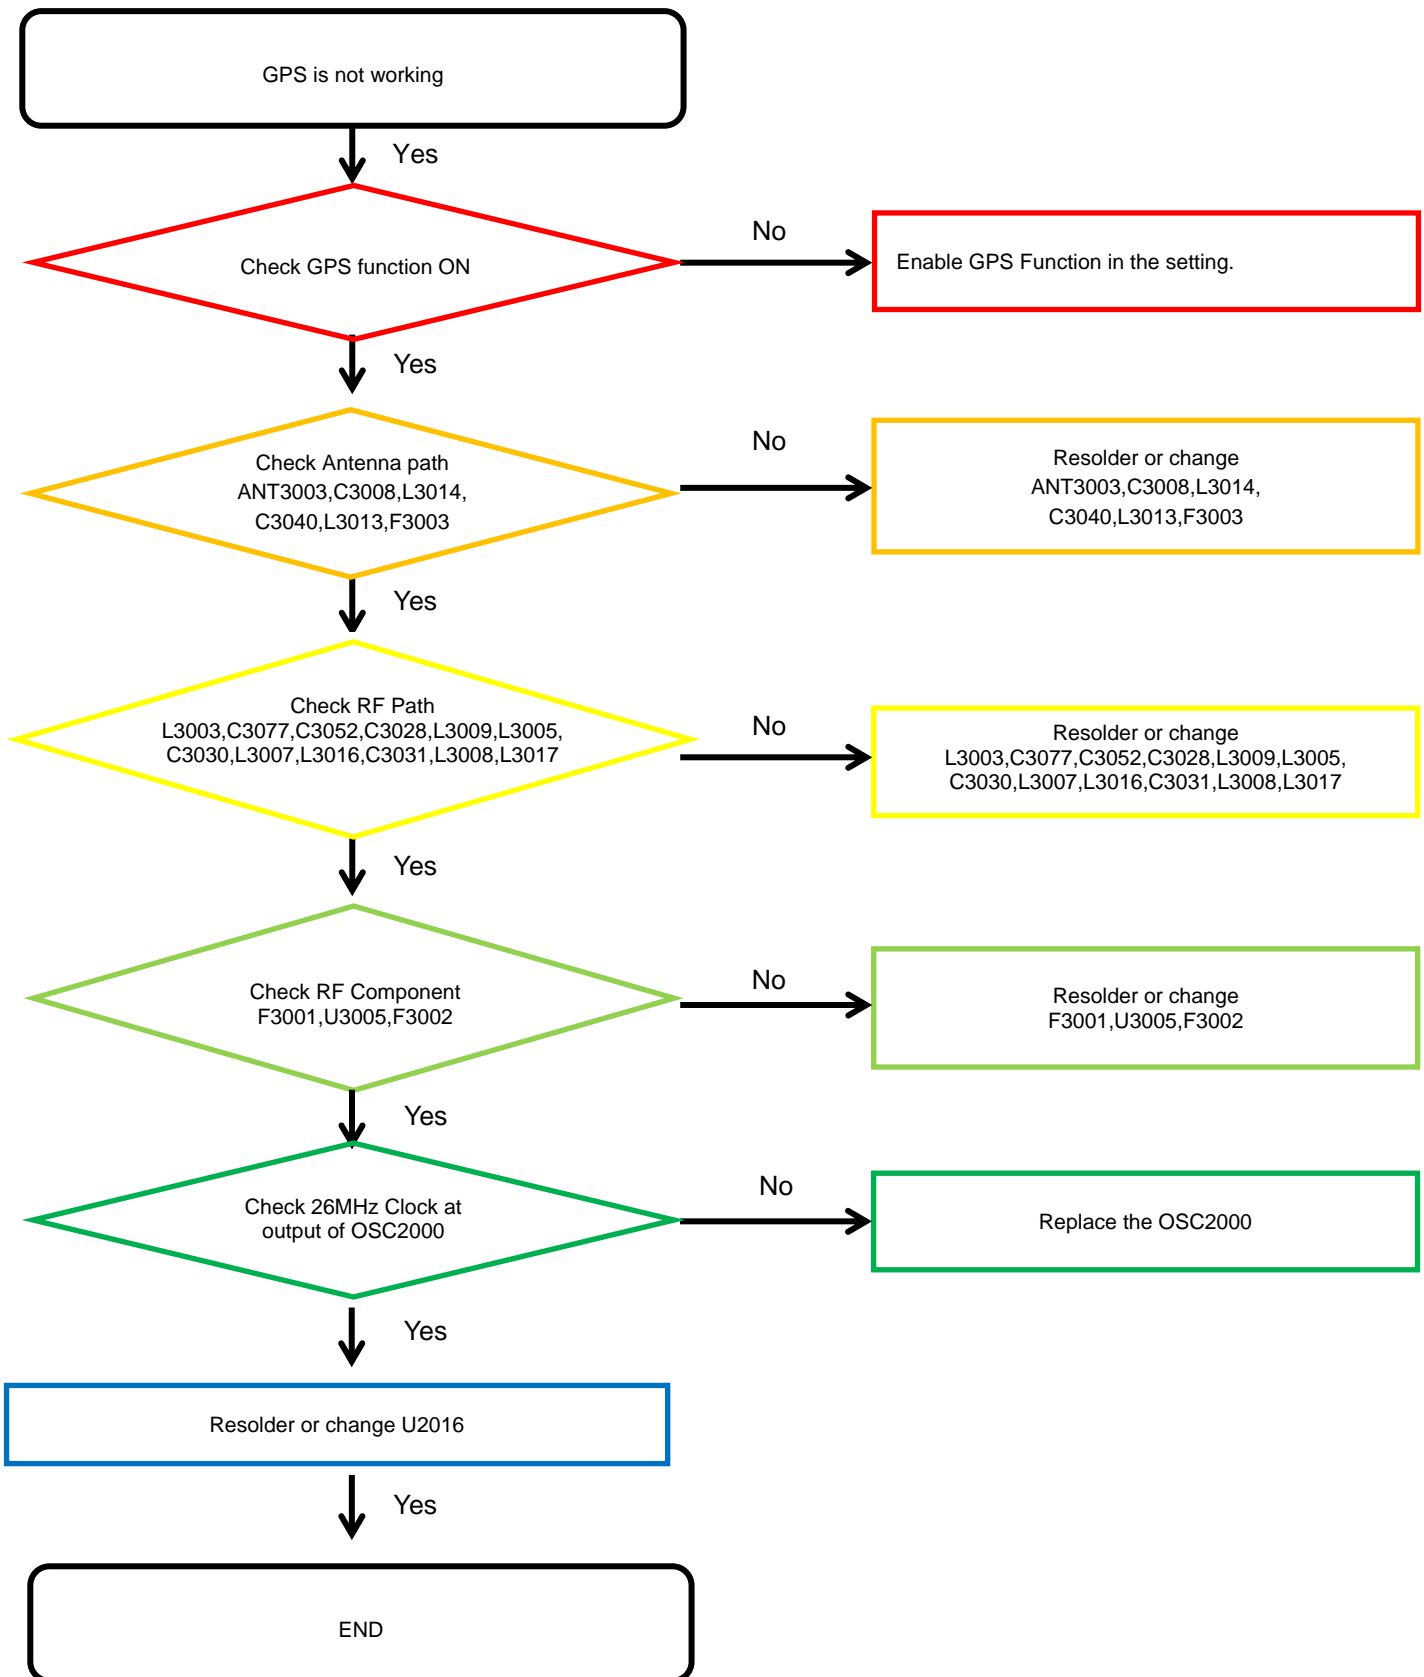 GPS is not working
Yes
Check GPS function ON
No
Enable GPS Function in the setting.
Yes
Check Antenna path
ANT3003,C3008,L3014,
C3040,L3013,F3003
No
Resolder or change
ANT3003,C3008,L3014,
C3040,L3013,F3003
Yes
Check RF Path
L3003,C3077,C3052,C3028,L3009,L3005,
C3030,L3007,L3016,C3031,L3008,L3017
No
Resolder or change
L3003,C3077,C3052,C3028,L3009,L3005,
C3030,L3007,L3016,C3031,L3008,L3017
Yes
Check RF Component
F3001,U3005,F3002
No
Resolder or change
F3001,U3005,F3002
Yes
Check 26MHz Clock at
output of OSC2000
No
Replace the OSC2000
Yes
Resolder or change U2016
Yes
END